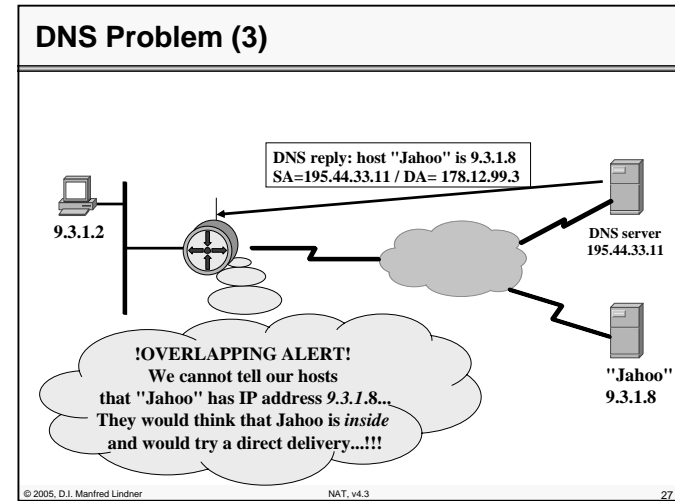 DNS Problem (3)
DNS reply: host "Jahoo" is 9.3.1.8
SA=195.44.33.11 / DA= 178.12.99.3
9.3.1.2
DNS server
195.44.33.11
!OVERLAPPING ALERT!
We cannot tell our hosts
that "Jahoo" has IP address 9.3.1.8...
They would think that Jahoo is inside
and would try a direct delivery...!!!
"Jahoo"
9.3.1.8
© 2005, D.I. Manfred Lindner
NAT, v4.3
27